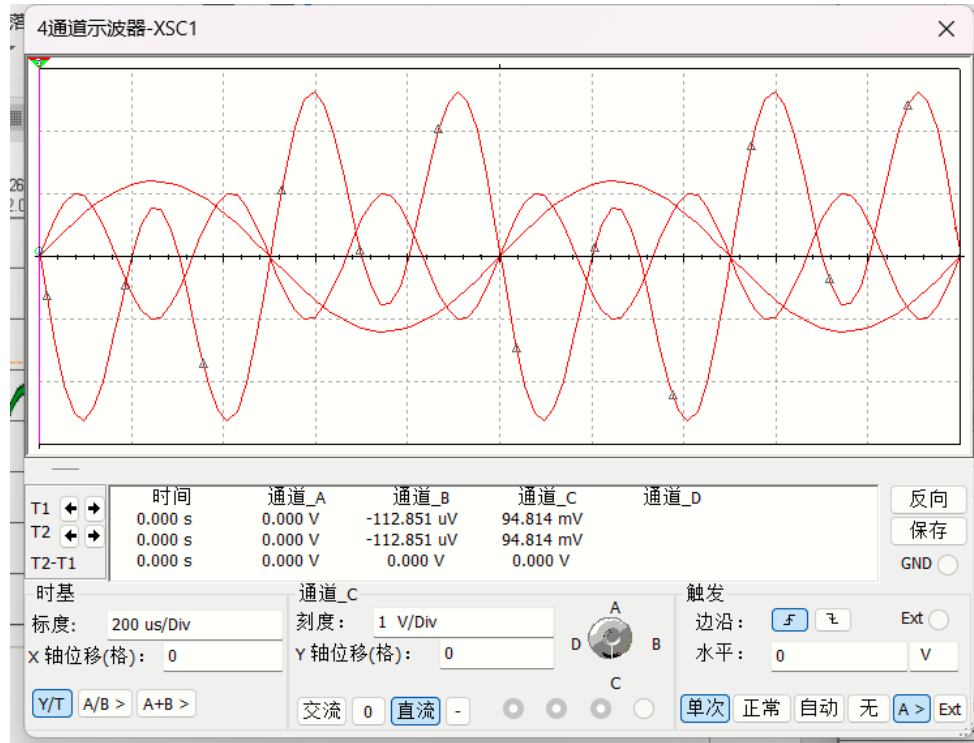 落
4通道示波器-XSC1
26
2.0
时间 通道_A 通道_B 通道_C 通道_D
T1 0.000 s 0.000 V -112.851 uV 94.814 mV
T2 0.000 s 0.000 V -112.851 uV 94.814 mV
T2-T1 0.000 s 0.000 V 0.000 V 0.000 V
反向
保存
GND
时基
标度: 200 us/Div
X 轴位移(格): 0
Y/T A/B > A+B >
通道_C
刻度: 1 V/Div
Y 轴位移(格): 0
交流 0 直流 -
A
D B
C
触发
边沿: Ext
水平: 0 V
单次 正常 自动 无 A > Ext